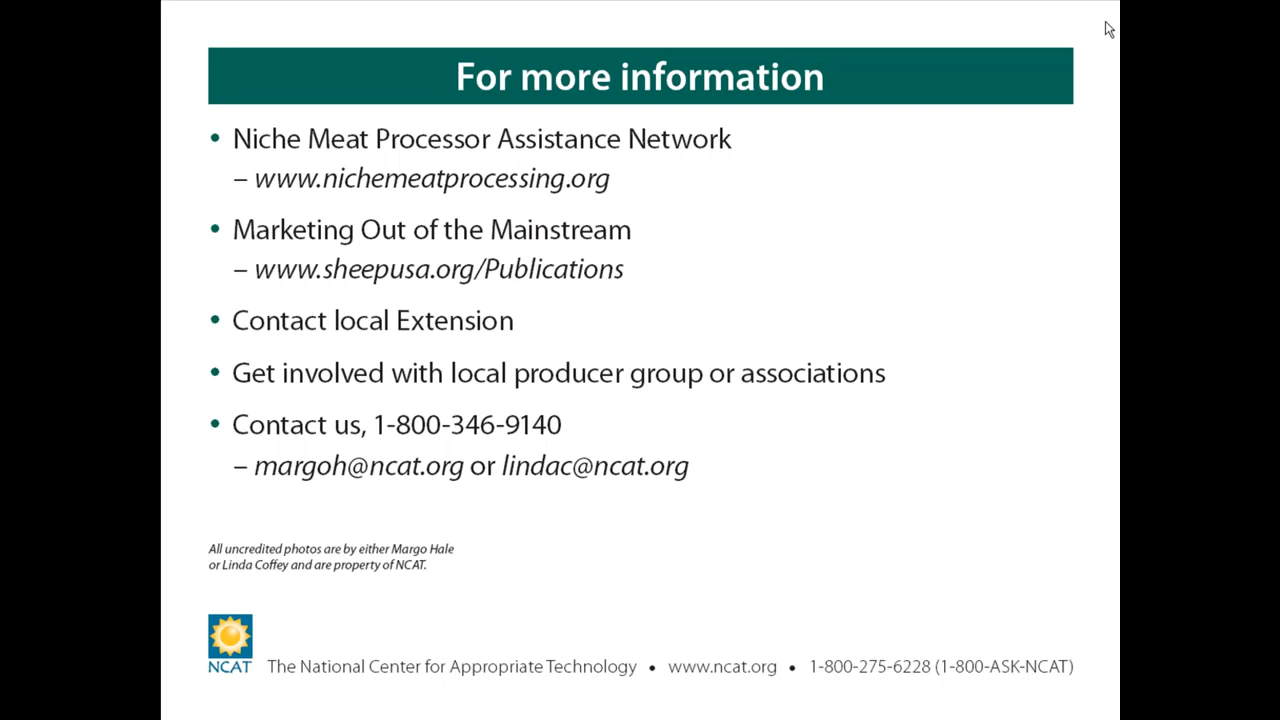 For more information
• Niche Meat Processor Assistance Network
– www.nichemeatprocessing.org
• Marketing Out of the Mainstream
– www.sheepusa.org/Publications
• Contact local Extension
• Get involved with local producer group or associations
• Contact us, 1-800-346-9140
– margoh@ncat.org or lindac@ncat.org
All uncredited photos are by either Margo Hale
or Linda Coffey and are property of NCAT.
NCAT The National Center for Appropriate Technology • www.ncat.org • 1-800-275-6228 (1-800-ASK-NCAT)